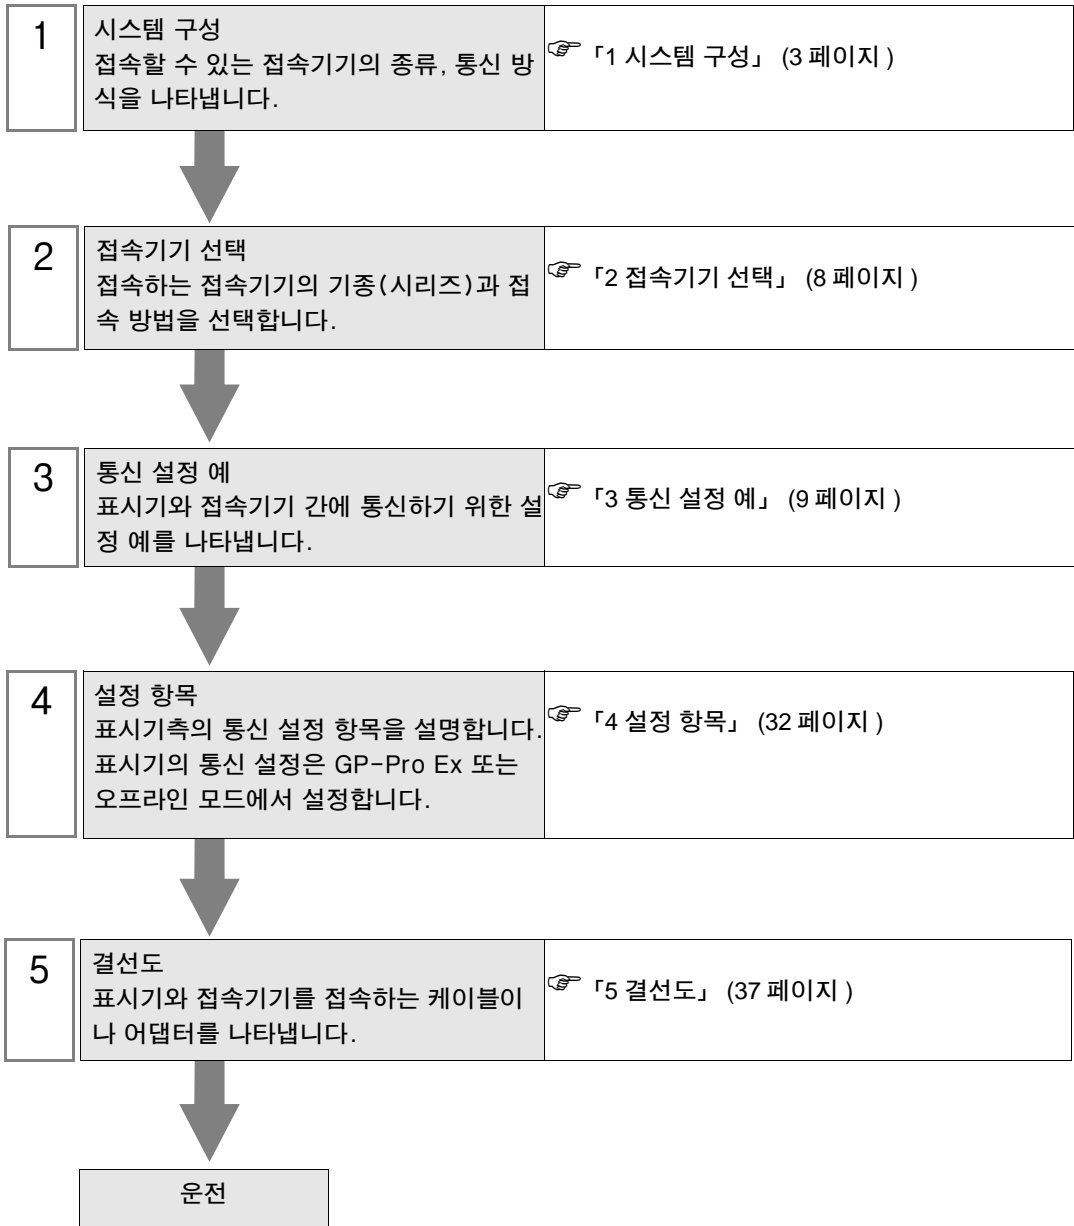 1
시스템 구성
접속할 수 있는 접속기기의 종류, 통신 방
식을 나타냅니다.
☞ 「1 시스템 구성」 (3 페이지 )
2
접속기기 선택
접속하는 접속기기의 기종(시리즈)과 접
속 방법을 선택합니다.
☞ 「2 접속기기 선택」 (8 페이지 )
3
통신 설정 예
표시기와 접속기기 간에 통신하기 위한 설
정 예를 나타냅니다.
☞ 「3 통신 설정 예」 (9 페이지 )
4
설정 항목
표시기측의 통신 설정 항목을 설명합니다.
표시기의 통신 설정은 GP-Pro Ex 또는
오프라인 모드에서 설정합니다.
☞ 「4 설정 항목」 (32 페이지 )
5
결선도
표시기와 접속기기를 접속하는 케이블이
나 어댑터를 나타냅니다.
☞ 「5 결선도」 (37 페이지 )
운전